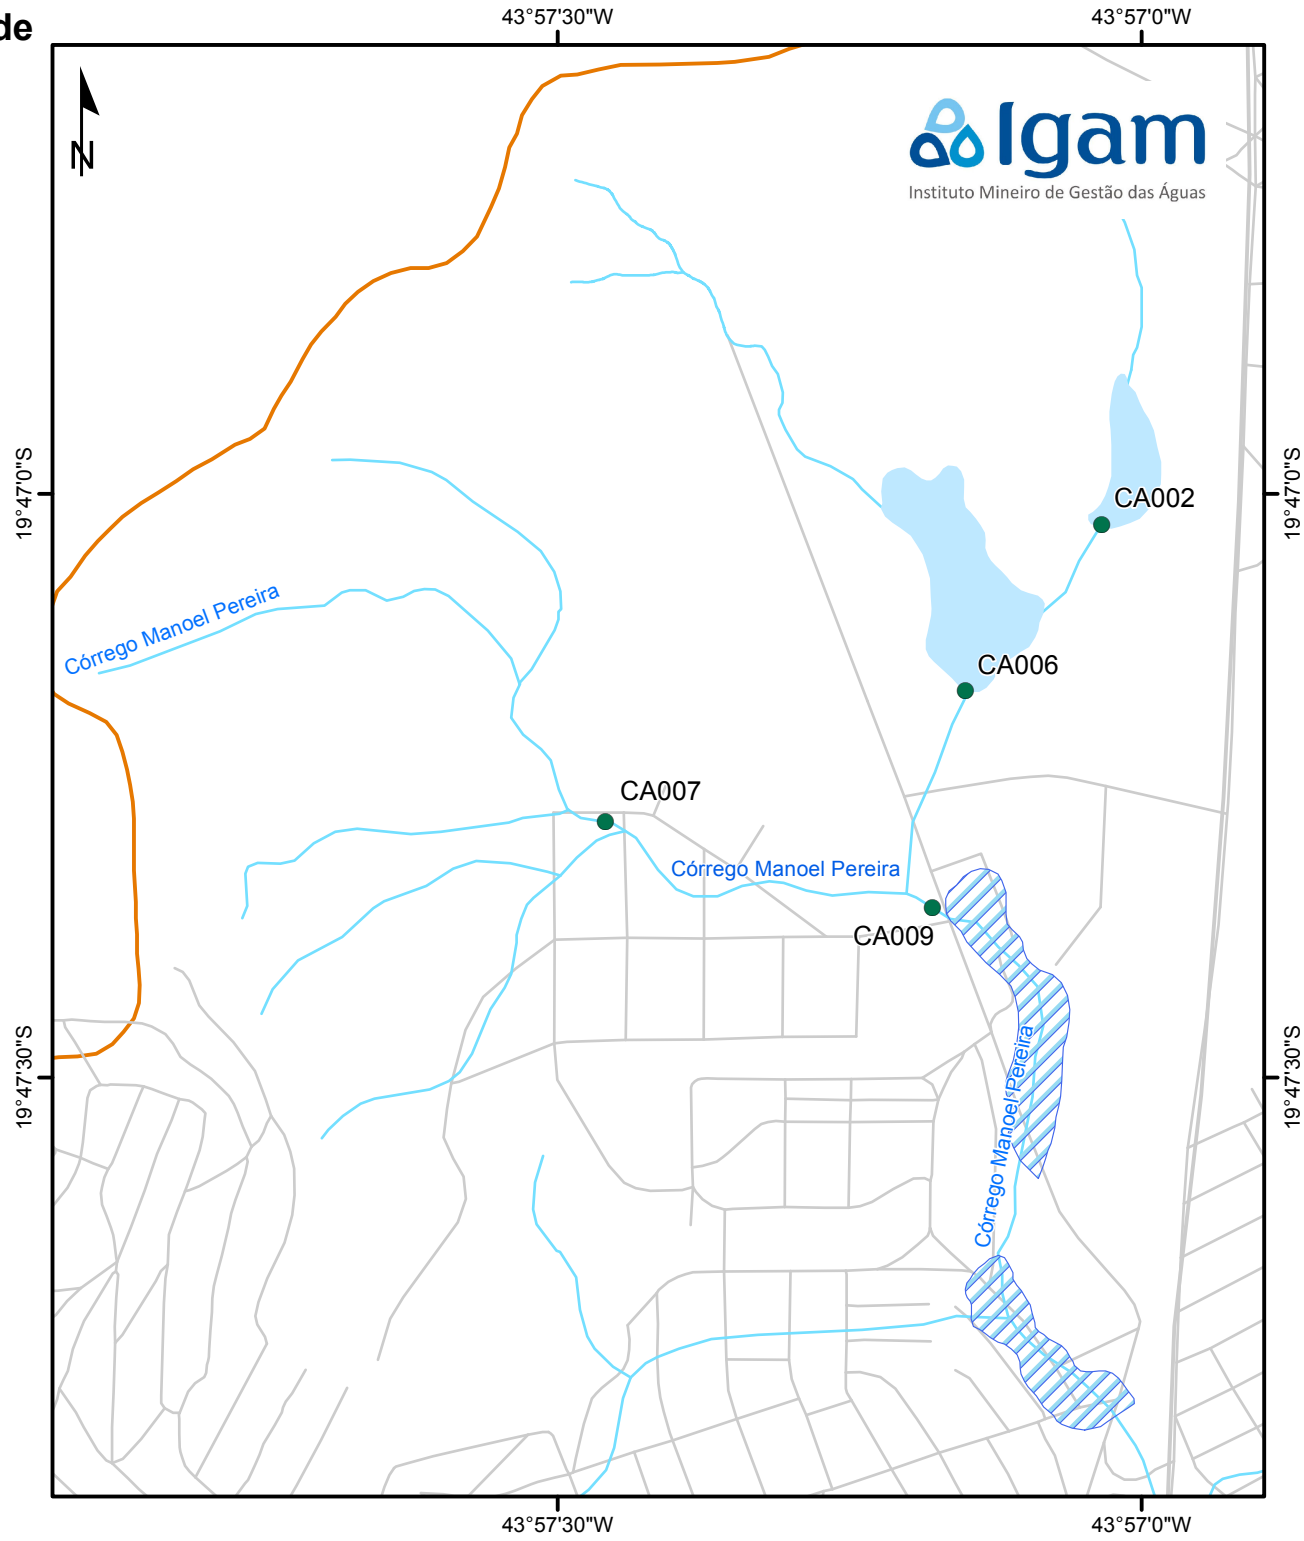 de
43°57'30"W
43°57'0"W
N
Igam
Instituto Mineiro de Gestão das Águas
19°47'0"S
19°47'0"S
CA002
Córrego Manoel Pereira
CA006
CA007
Córrego Manoel Pereira
CA009
19°47'30"S
19°47'30"S
Córrego Manoel Pereira
43°57'30"W
43°57'0"W